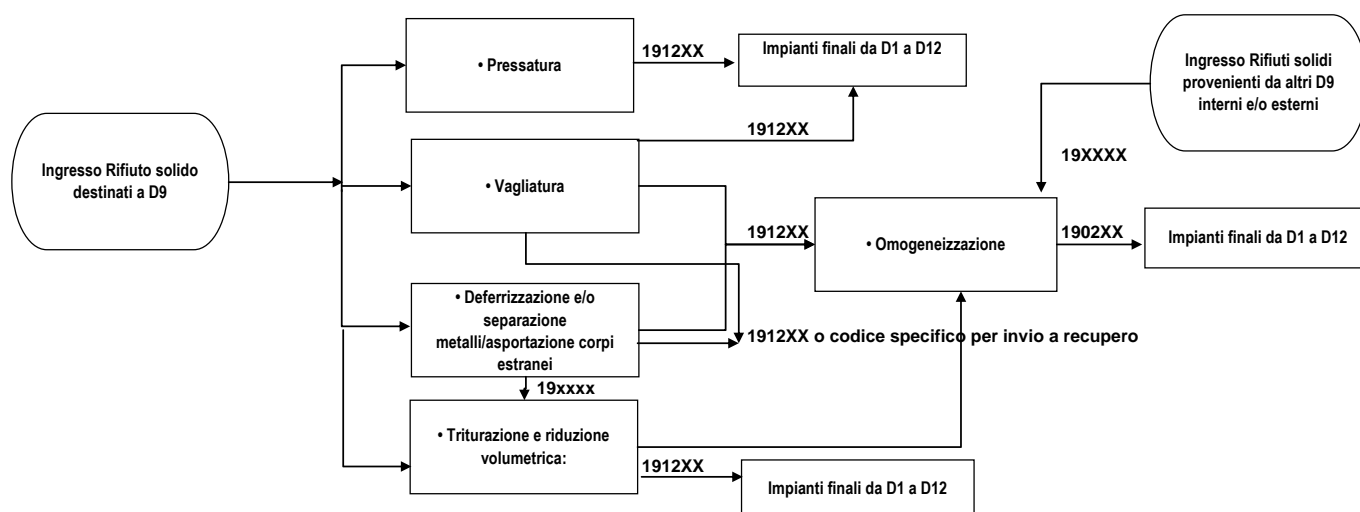 • Pressatura
1912XX
Impianti finali da D1 a D12
Ingresso Rifiuti solidi
provenienti da altri D9
interni e/o esterni
1912XX
19XXXX
Ingresso Rifiuto solido
destinati a D9
• Vagliatura
1912XX
• Omogeneizzazione
1902XX
Impianti finali da D1 a D12
• Deferrizzazione e/o
separazione
metalli/asportazione corpi
estranei
1912XX o codice specifico per invio a recupero
19xxxx
• Triturazione e riduzione
volumetrica:
1912XX
Impianti finali da D1 a D12